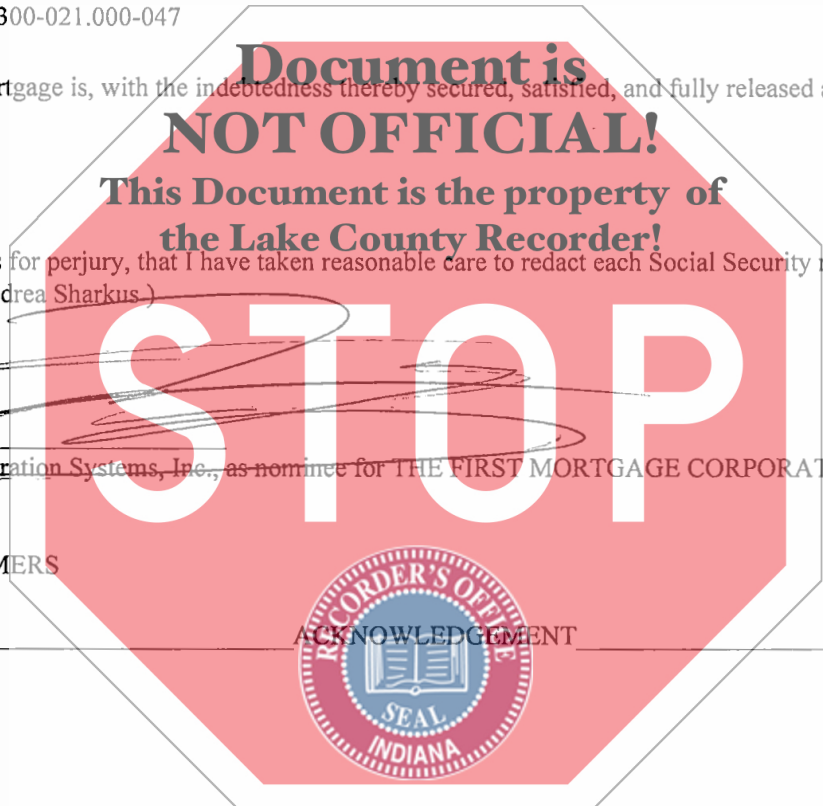 300-021.000-047
Document is
rtgage is, with the indebtedness thereby secured, satisfied, and fully released a
NOT OFFICIAL!
This Document is the property of
the Lake County Recorder!
s for perjury, that I have taken reasonable care to redact each Social Security n
drea Sharkus.)
STOP
ration Systems, Inc., as nominee for THE FIRST MORTGAGE CORPORAT
MERS
RECORDER'S OFFICE
ACKNOWLEDGEMENT
SEAL
INDIANA